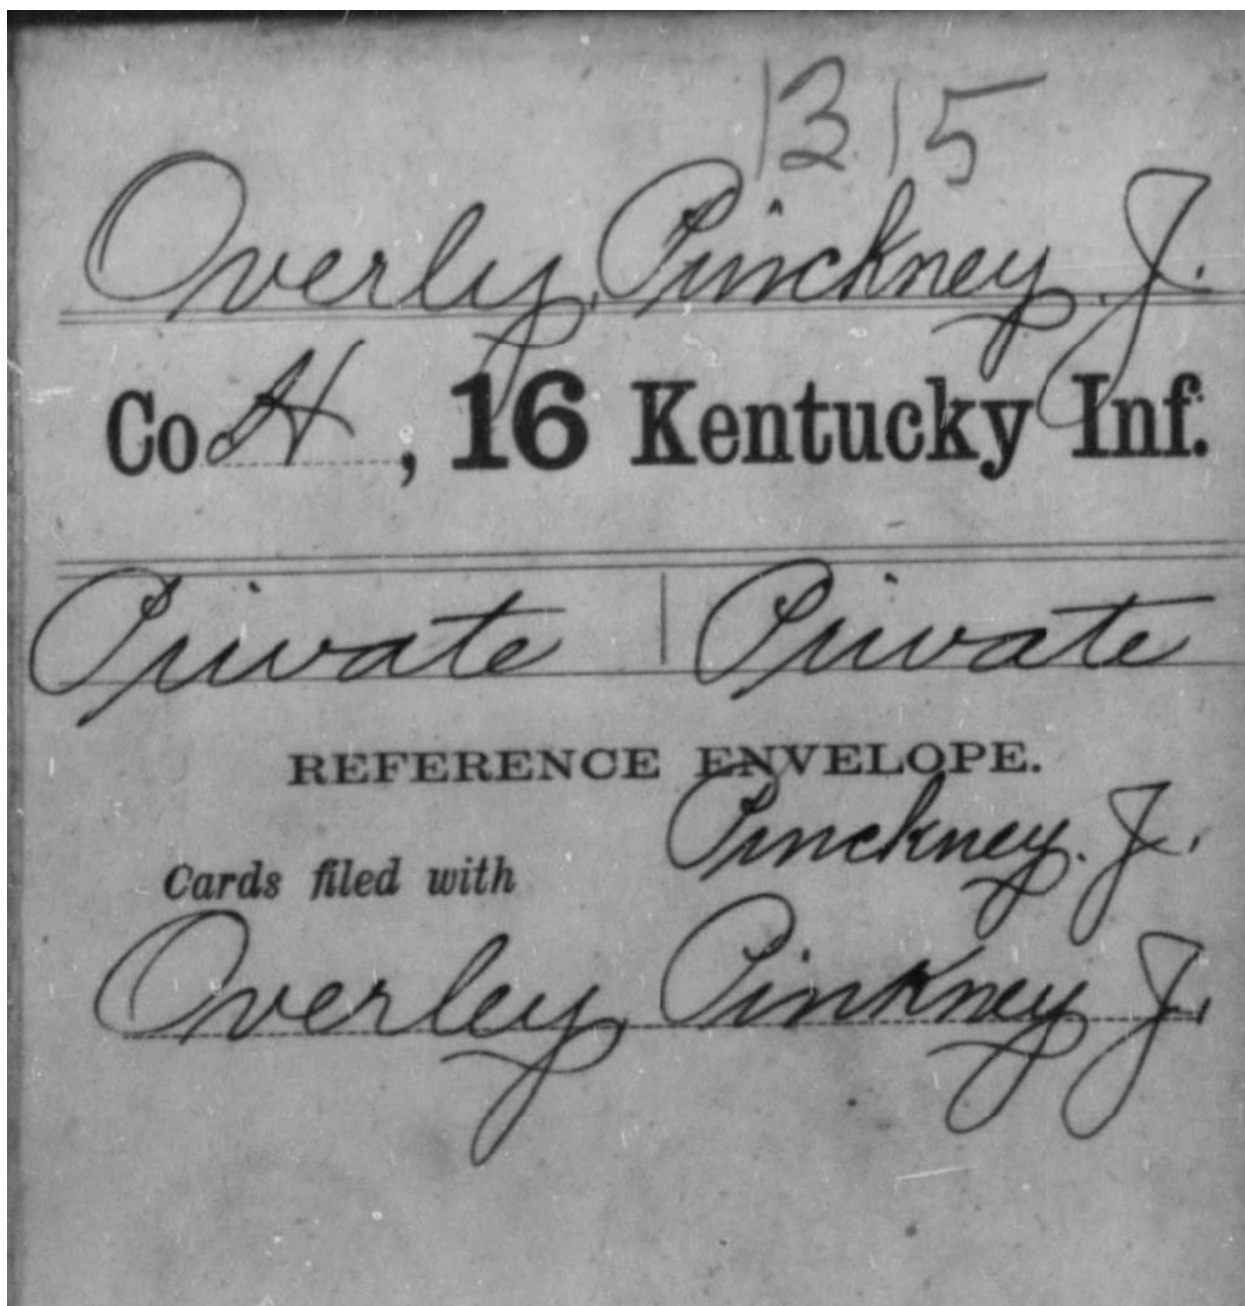 1315
Overly, Pinckney, J.
Co H, 16 Kentucky Inf.
Private | Private
REFERENCE ENVELOPE.
Pinckney. J.
Cards filed with
Overley, Pinkney J.